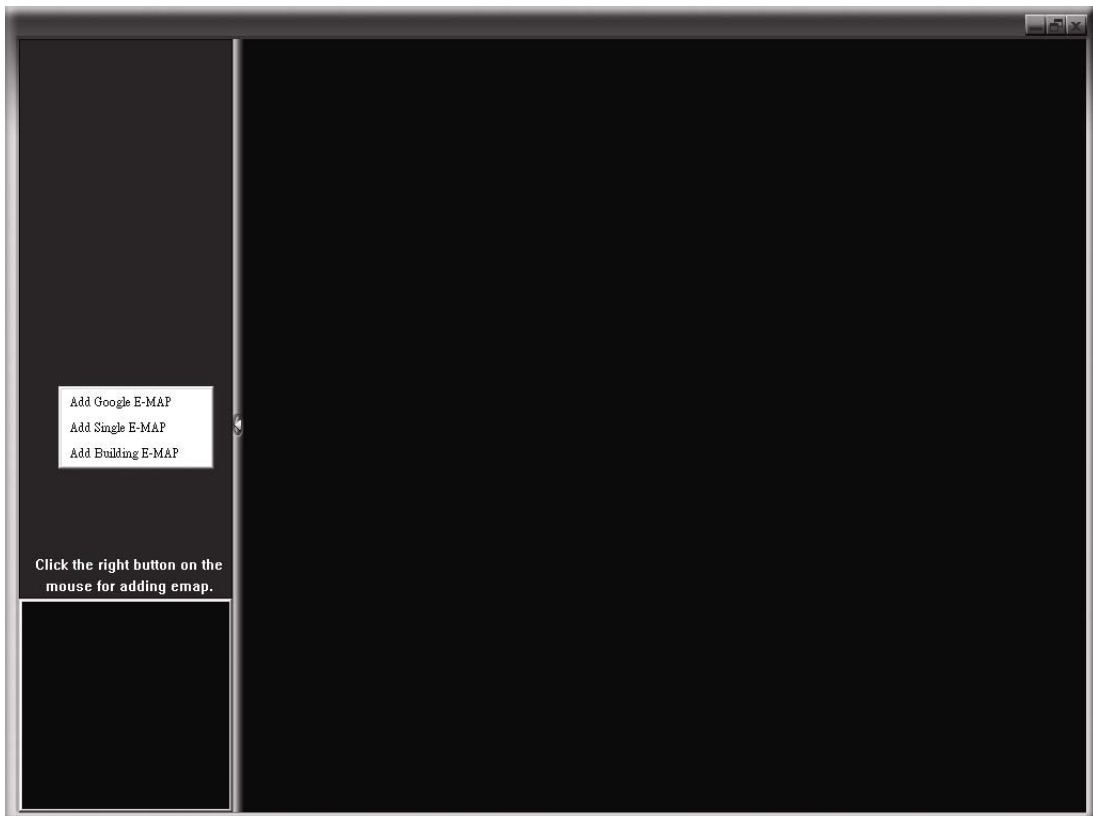 Add Google E-MAP
Add Single E-MAP
Add Building E-MAP
Click the right button on the
mouse for adding emap.